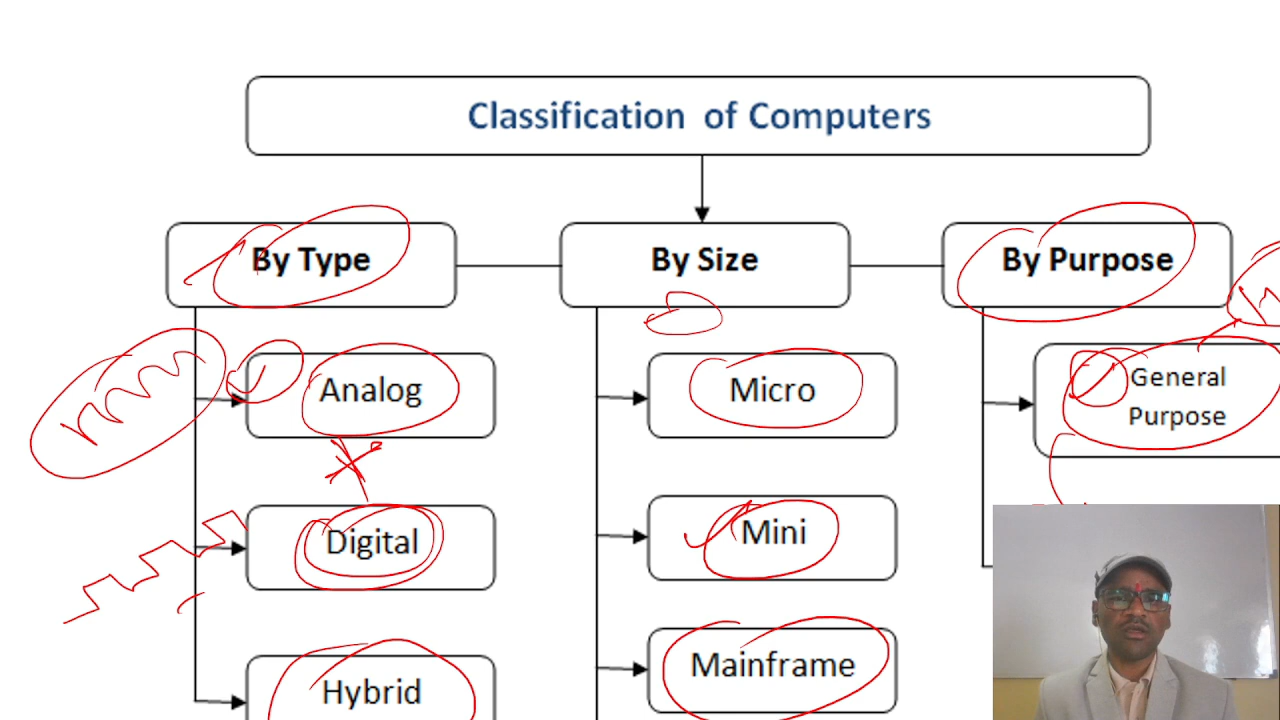 Classification of Computers
By Type
By Size
By Purpose
Analog
Micro
General
Purpose
Digital
Mini
Hybrid
Mainframe